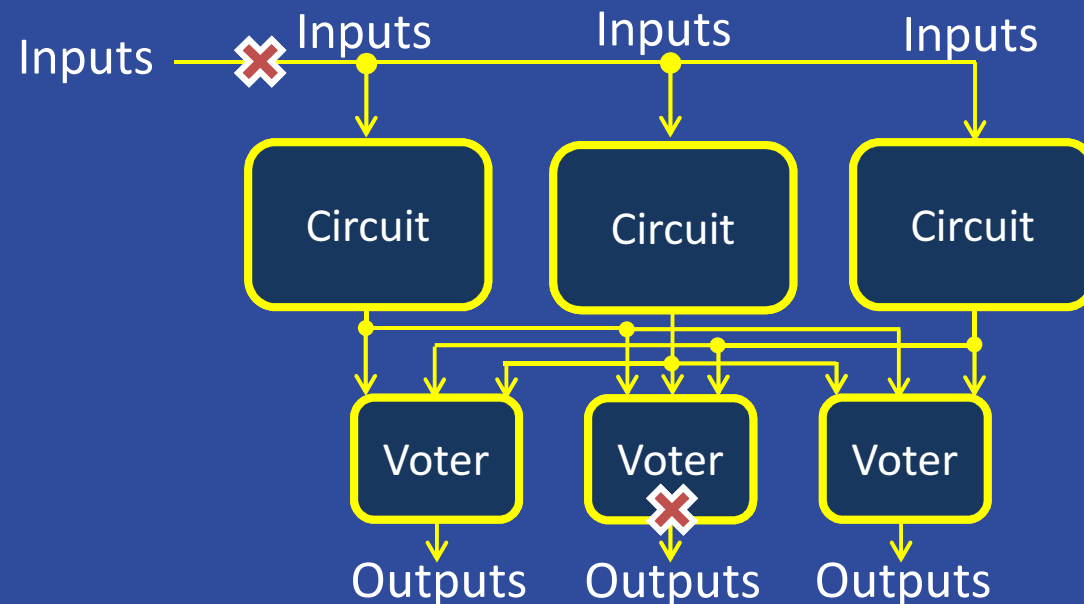 Inputs
Inputs
Inputs
Inputs
Circuit
Circuit
Circuit
Voter
Voter
Voter
Outputs
Outputs
Outputs